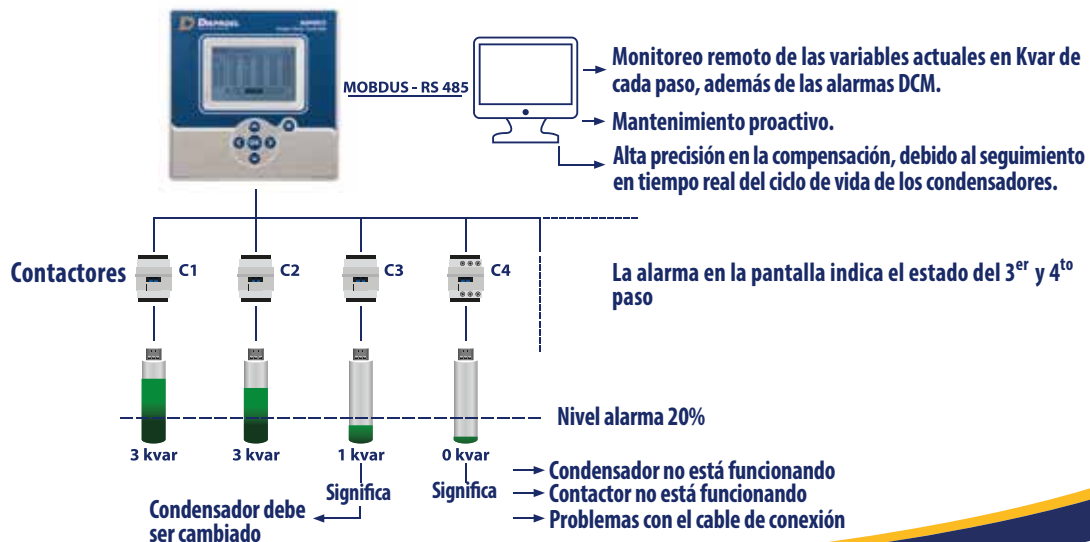 DISPROEL
MOBDUS - RS 485
Monitoreo remoto de las variables actuales en Kvar de
cada paso, además de las alarmas DCM.
Mantenimiento proactivo.
Alta precisión en la compensación, debido al seguimiento
en tiempo real del ciclo de vida de los condensadores.
Contactores
C1
C2
C3
C4
La alarma en la pantalla indica el estado del 3er y 4to
paso
Nivel alarma 20%
3 kvar
3 kvar
1 kvar
0 kvar
Significa
Significa
Condensador debe
ser cambiado
Condensador no está funcionando
Contactor no está funcionando
Problemas con el cable de conexión